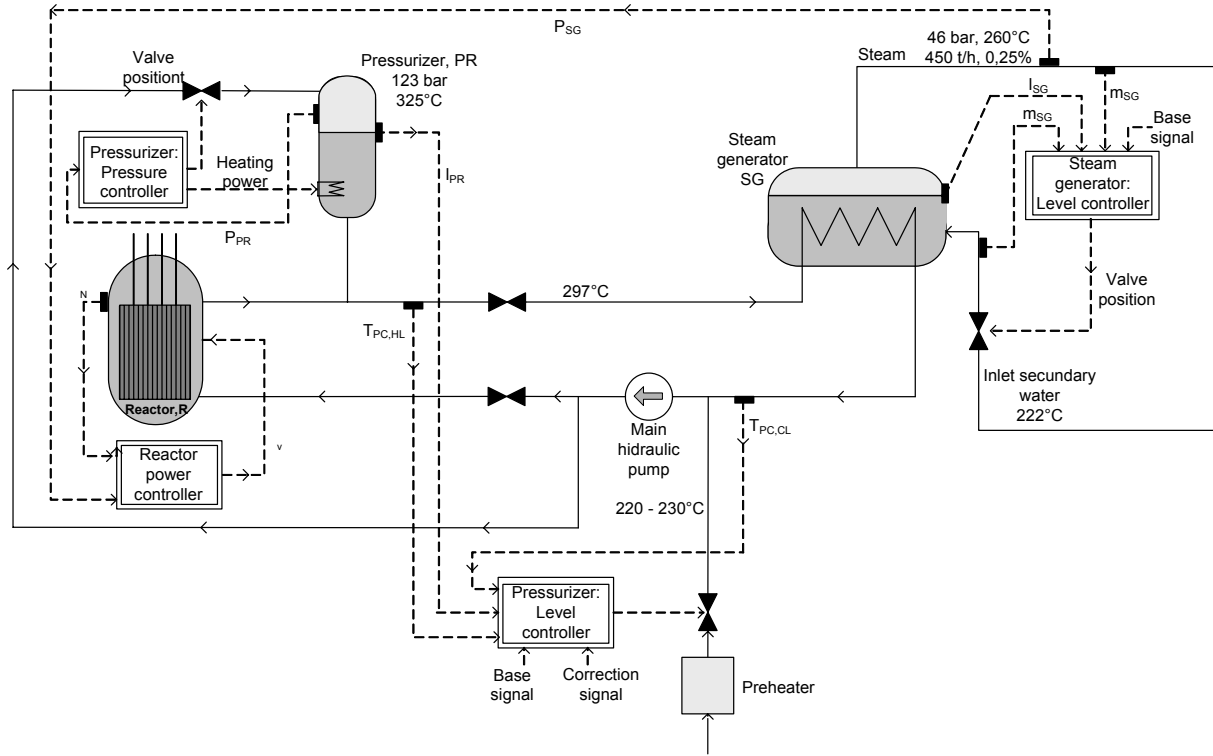 P_SG
46 bar, 260°C
450 t/h, 0,25%
Steam
Valve
positiont
Pressurizer, PR
123 bar
325°C
l_SG
m_SG
m_SG
Base
signal
Pressurizer:
Pressure
controller
Heating
power
l_PR
P_PR
Steam
generator
SG
Steam
generator:
Level controller
Valve
position
N
297°C
T_PC,HL
Reactor,R
Reactor
power
controller
v
Main
hidraulic
pump
T_PC,CL
Inlet secundary
water
222°C
220 - 230°C
Pressurizer:
Level
controller
Base
signal
Correction
signal
Preheater